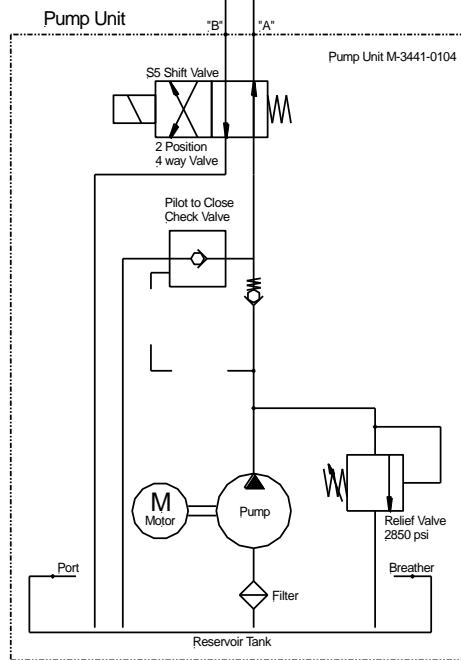 Pump Unit
"B"
"A"
Pump Unit M-3441-0104
S5 Shift Valve
2 Position
4 way Valve
Pilot to Close
Check Valve
M
Motor
Pump
Relief Valve
2850 psi
Port
Breather
Filter
Reservoir Tank